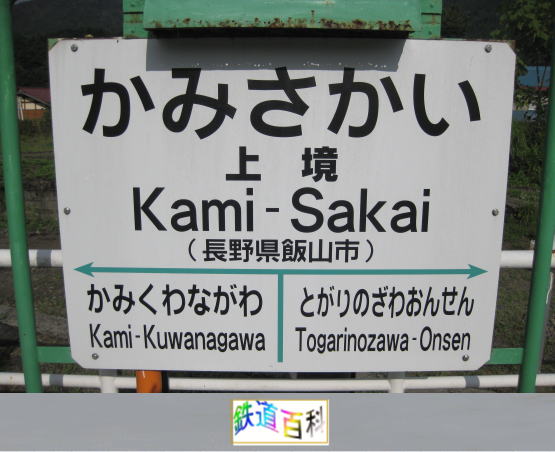 かみさかい
上境
Kami-Sakai
(長野県飯山市)
かみくわながわ
Kami-Kuwanagawa
とがりのざわおんせん
Togarinozawa-Onsen
鉄道百科